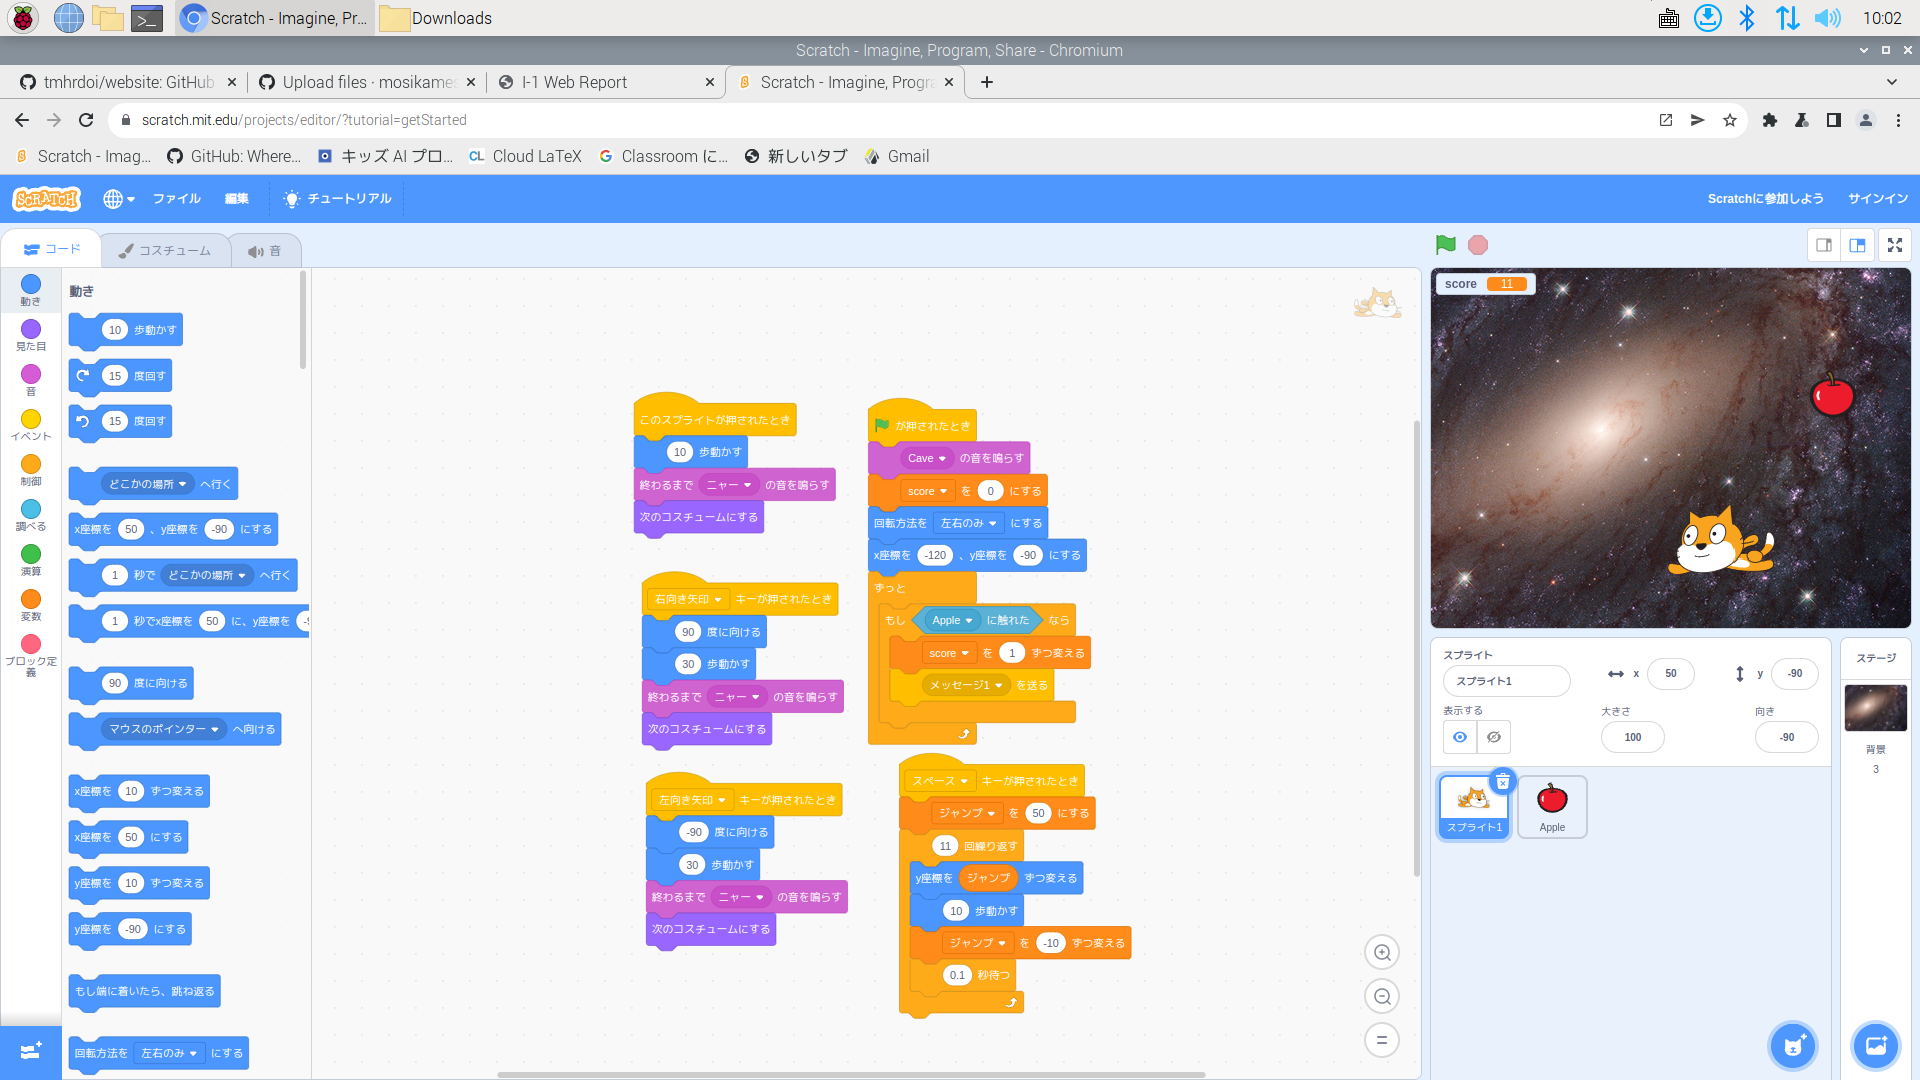 Scratch - Imagine, Pr...
Downloads
10:02
Scratch - Imagine, Program, Share - Chromium
tmhrdoi/website: GitHub
Upload files · mosikames
I-1 Web Report
Scratch - Imagine, Progra
scratch.mit.edu/projects/editor/?tutorial=getStarted
Scratch - Imag...
GitHub: Where...
キッズ AI プロ...
CL Cloud LaTeX
Classroom に...
新しいタブ
Gmail
SCRATCH
ファイル
編集
チュートリアル
Scratchに参加しよう
サインイン
コード
コスチューム
音
動き
見た目
音
イベント
制御
調べる
演算
変数
ブロック定義
動き
10 歩動かす
15 度回す
15 度回す
どこかの場所 へ行く
x座標を 50 、y座標を -90 にする
1 秒で どこかの場所 へ行く
1 秒でx座標を 50 に、y座標を
90 度に向ける
マウスのポインター へ向ける
x座標を 10 ずつ変える
x座標を 50 にする
y座標を 10 ずつ変える
y座標を -90 にする
もし端に着いたら、跳ね返る
回転方法を 左右のみ にする
このスプライトが押されたとき
10 歩動かす
終わるまで ニャー の音を鳴らす
次のコスチュームにする
右向き矢印 キーが押されたとき
90 度に向ける
30 歩動かす
終わるまで ニャー の音を鳴らす
次のコスチュームにする
左向き矢印 キーが押されたとき
-90 度に向ける
30 歩動かす
終わるまで ニャー の音を鳴らす
次のコスチュームにする
が押されたとき
Cave の音を鳴らす
score を 0 にする
回転方法を 左右のみ にする
x座標を -120 、y座標を -90 にする
ずっと
もし Apple に触れた なら
score を 1 ずつ変える
メッセージ1 を送る
スペース キーが押されたとき
ジャンプ を 50 にする
11 回繰り返す
y座標を ジャンプ ずつ変える
10 歩動かす
ジャンプ を -10 ずつ変える
0.1 秒待つ
score 11
スプライト
スプライト1
x 50
y -90
表示する
大きさ
100
向き
-90
スプライト1
Apple
ステージ
背景
3